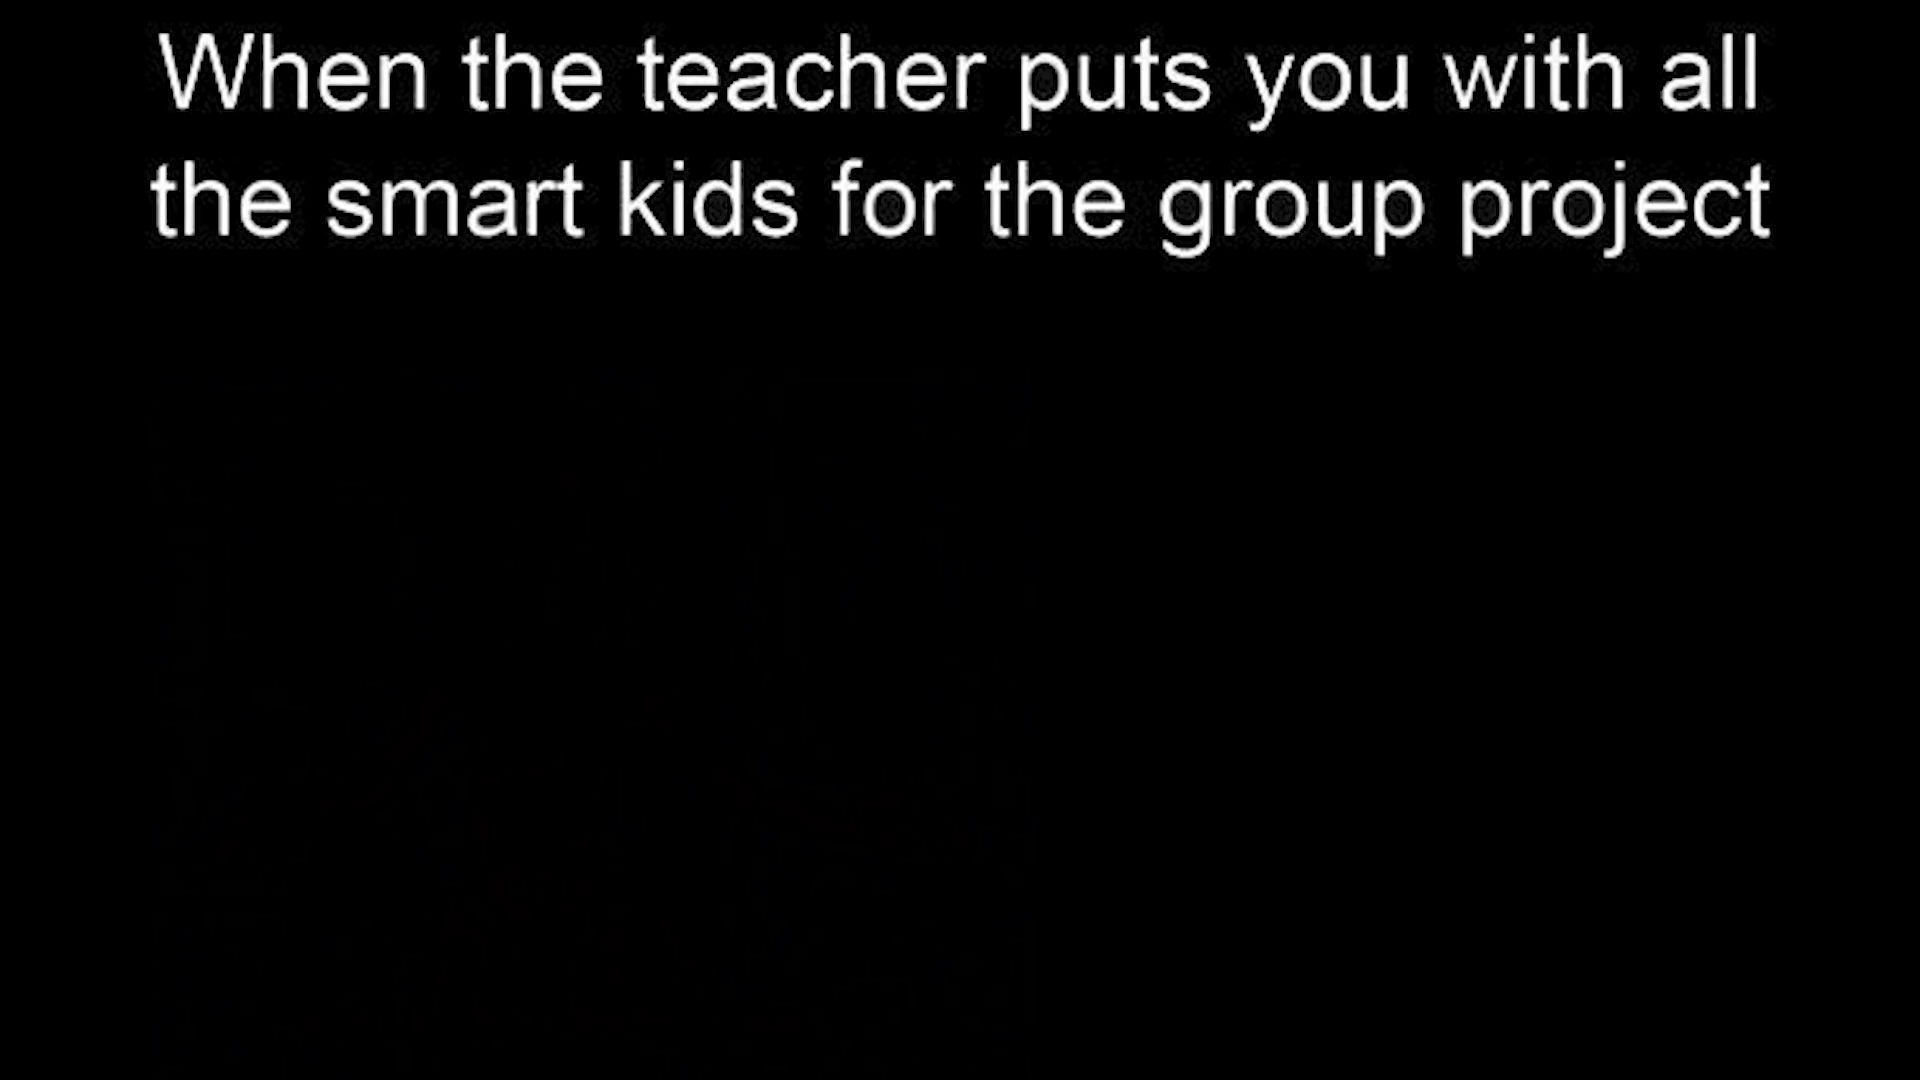 When the teacher puts you with all
the smart kids for the group project